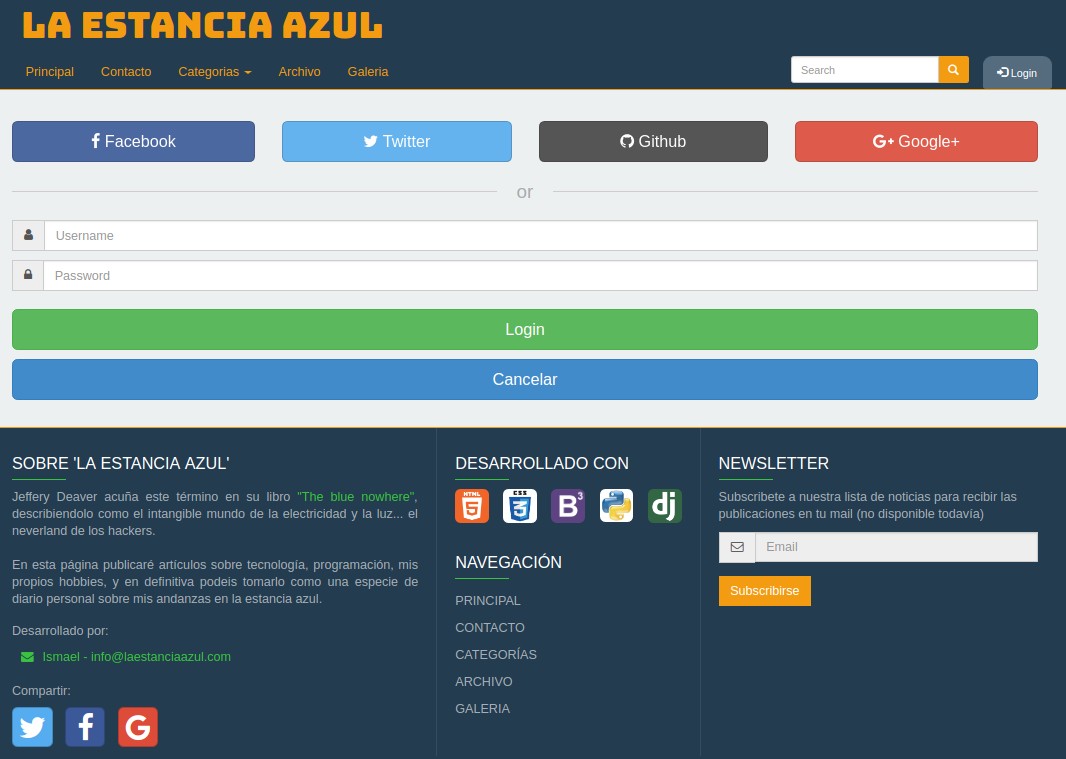 LA ESTANCIA AZUL
Principal Contacto Categorias Archivo Galeria Search Login
Facebook Twitter Github Google+
or
Username
Password
Login
Cancelar
SOBRE 'LA ESTANCIA AZUL'
Jeffery Deaver acuña este término en su libro "The blue nowhere",
describiendolo como el intangible mundo de la electricidad y la luz... el
neverland de los hackers.
En esta página publicaré artículos sobre tecnología, programación, mis
propios hobbies, y en definitiva podeis tomarlo como una especie de
diario personal sobre mis andanzas en la estancia azul.
Desarrollado por:
Ismael - info@laestanciaazul.com
Compartir:
DESARROLLADO CON
HTML 5 CSS 3 B3 dj
NAVEGACIÓN
PRINCIPAL
CONTACTO
CATEGORÍAS
ARCHIVO
GALERIA
NEWSLETTER
Subscribete a nuestra lista de noticias para recibir las
publicaciones en tu mail (no disponible todavía)
Email
Subscribirse